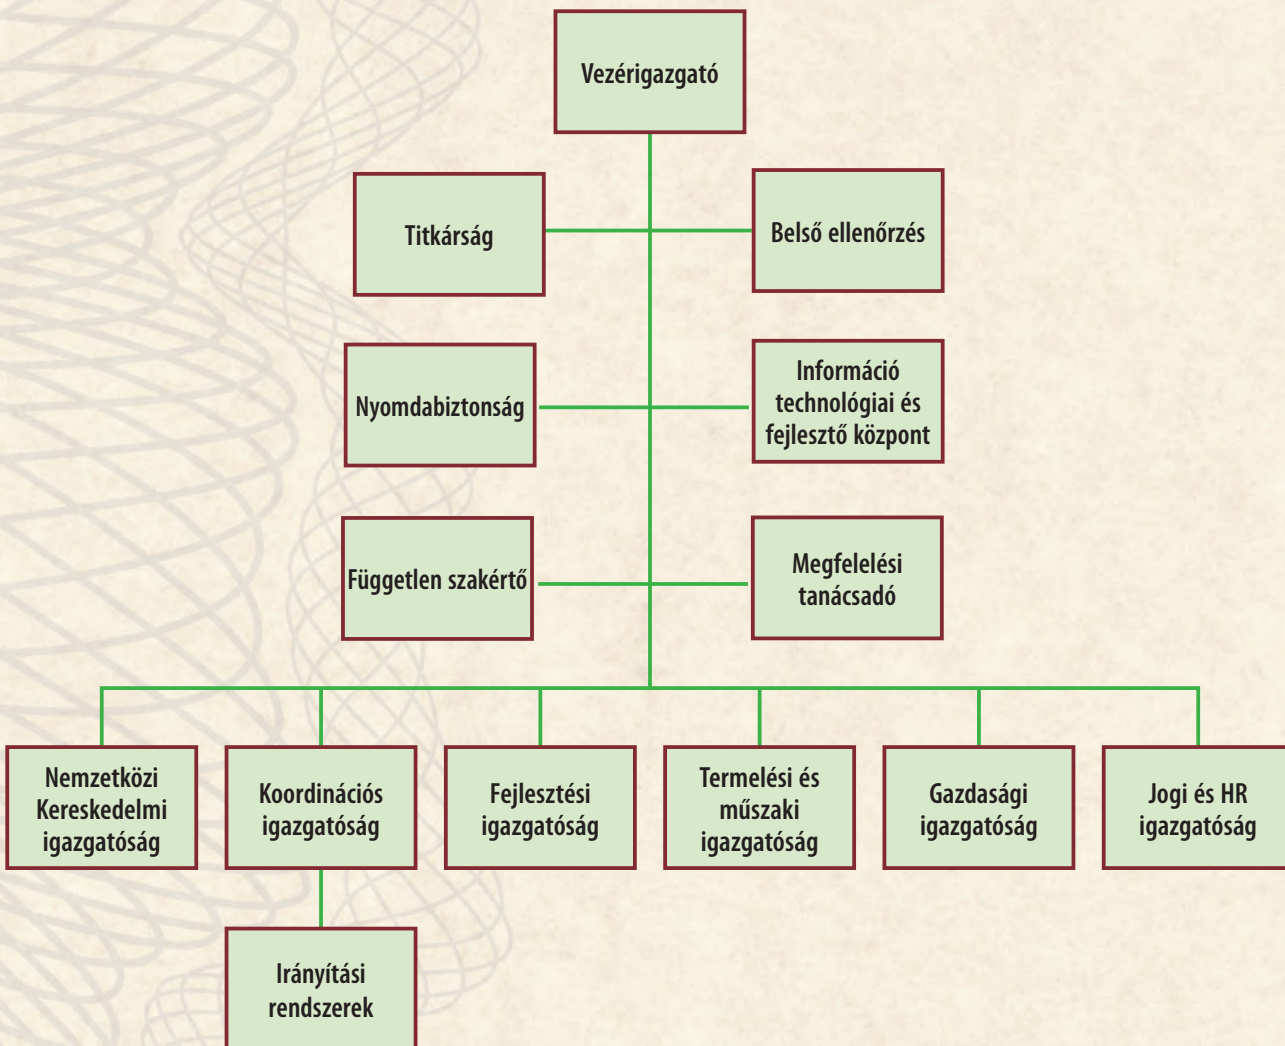 Vezérigazgató
Titkárság
Belső ellenőrzés
Nyomdabiztonság
Információ
technológiai és
fejlesztő központ
Független szakértő
Megfelelési
tanácsadó
Nemzetközi
Kereskedelmi
igazgatóság
Koordinációs
igazgatóság
Fejlesztési
igazgatóság
Termelési és
műszaki
igazgatóság
Gazdasági
igazgatóság
Jogi és HR
igazgatóság
Irányítási
rendszerek